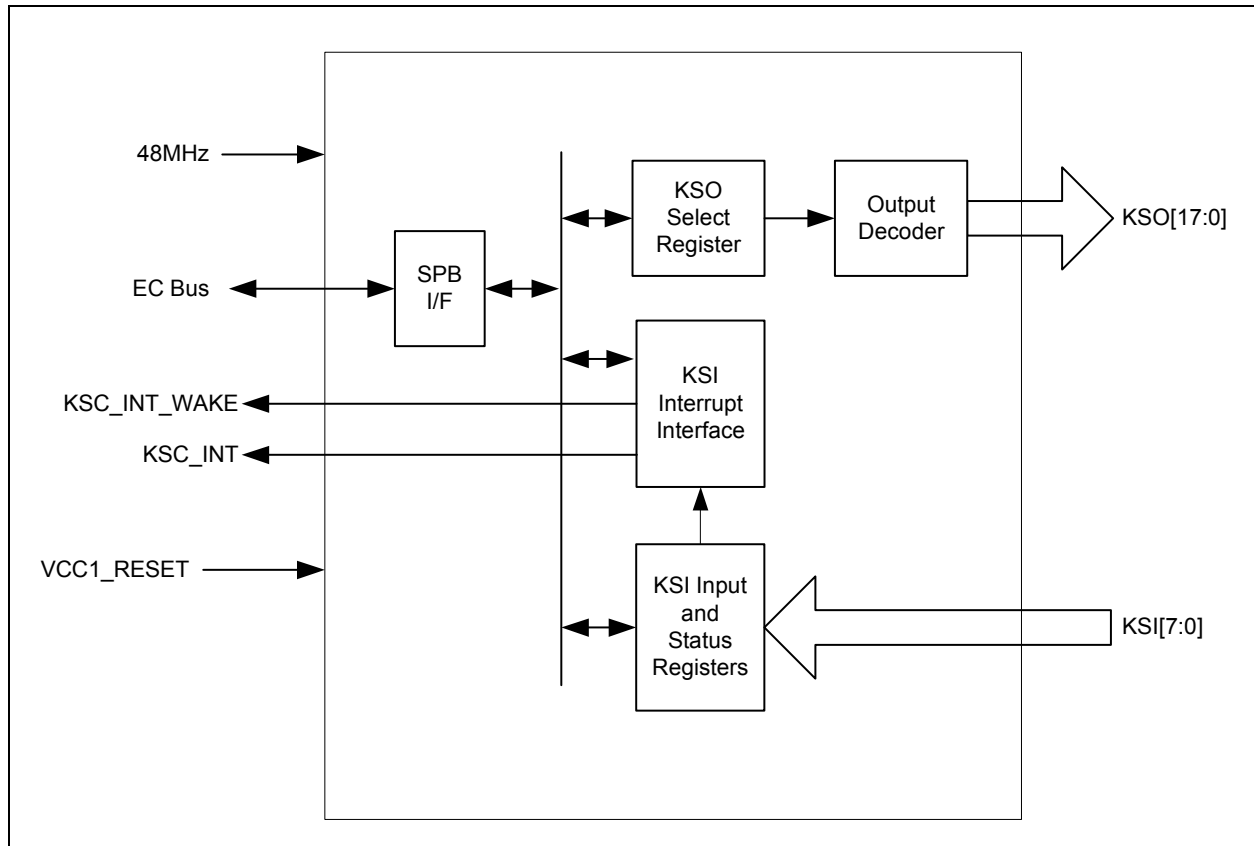 48MHz
KSO
Select
Register
Output
Decoder
KSO[17:0]
EC Bus
SPB
I/F
KSI
Interrupt
Interface
KSC_INT_WAKE
KSC_INT
VCC1_RESET
KSI Input
and
Status
Registers
KSI[7:0]